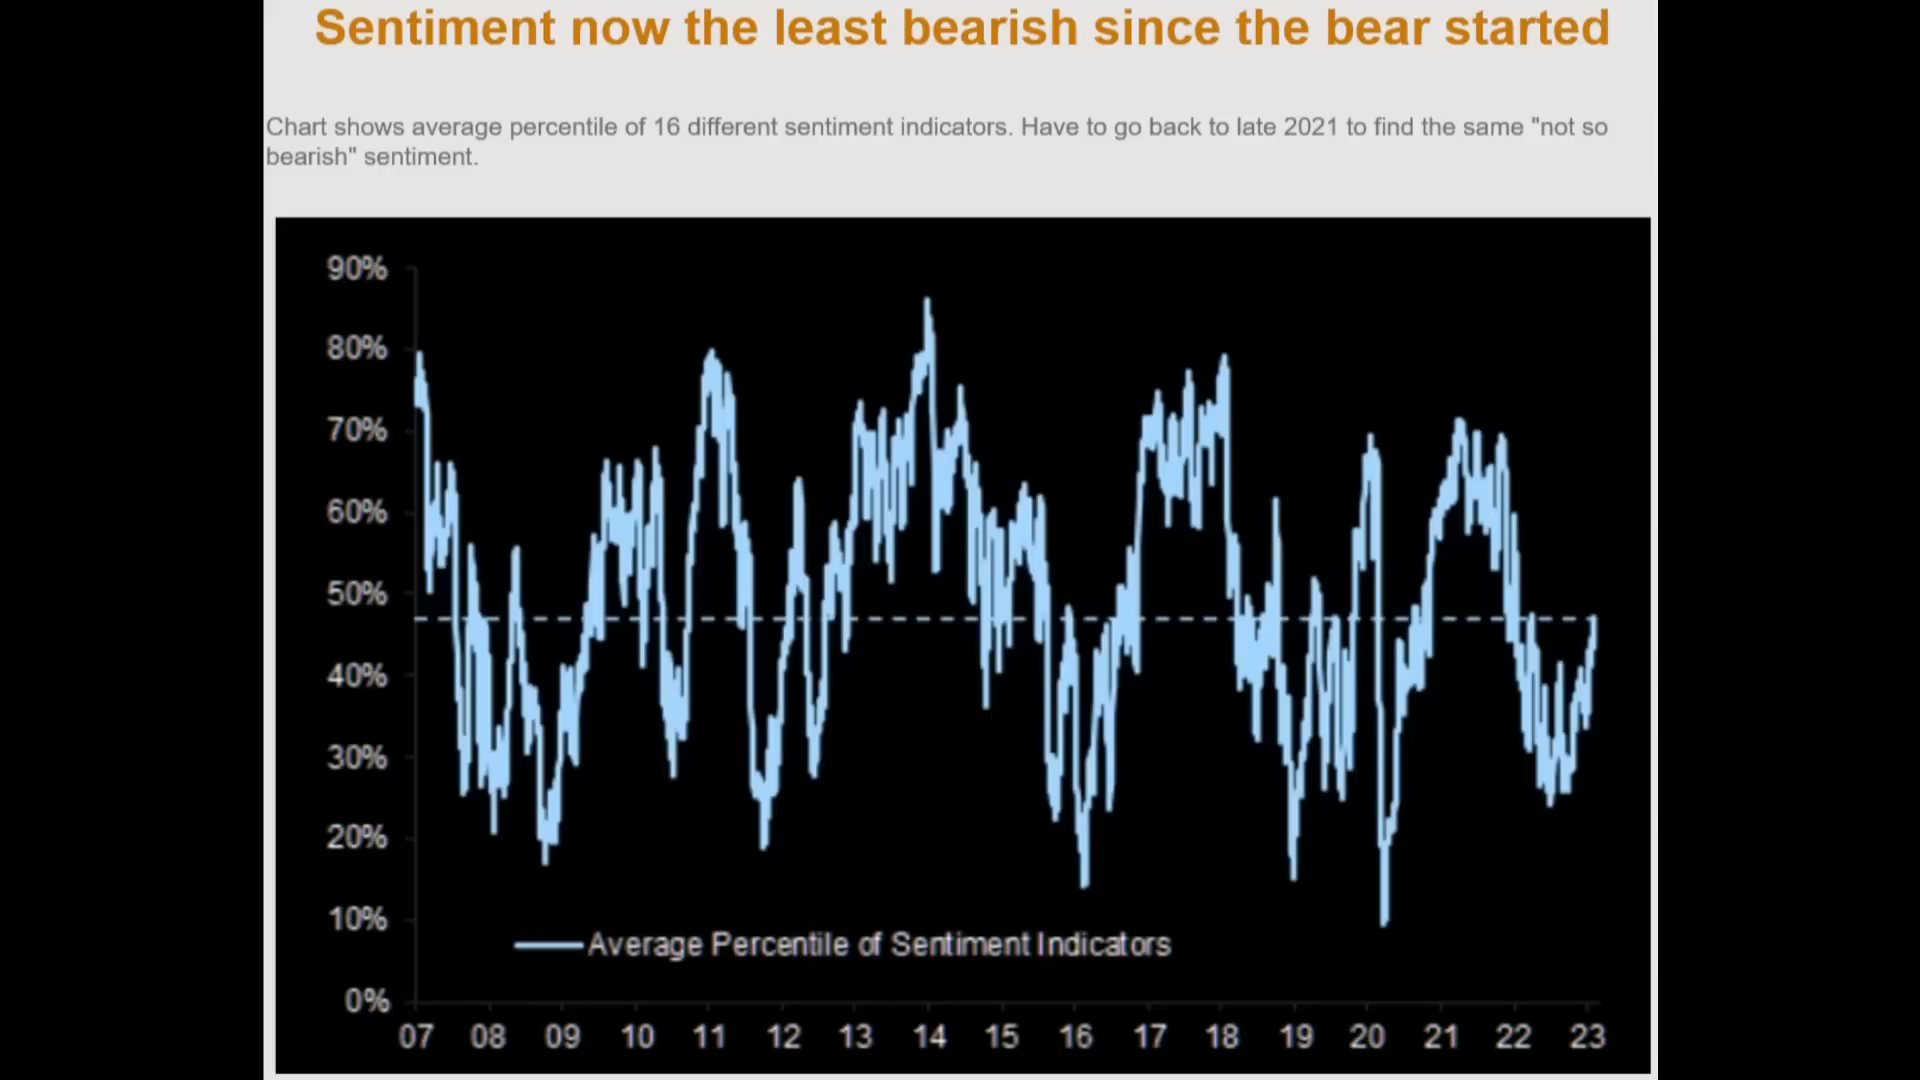 Sentiment now the least bearish since the bear started
Chart shows average percentile of 16 different sentiment indicators. Have to go back to late 2021 to find the same "not so
bearish" sentiment.
90%
80%
70%
60%
50%
40%
30%
20%
10%
0%
Average Percentile of Sentiment Indicators
07 08 09 10 11 12 13 14 15 16 17 18 19 20 21 22 23